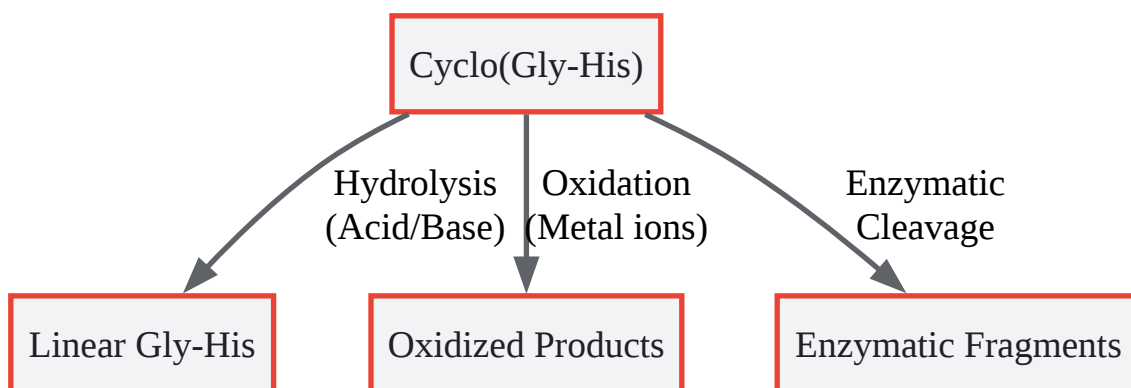 Cyclo(Gly-His)
Hydrolysis
(Acid/Base)
Oxidation
(Metal ions)
Enzymatic
Cleavage
Linear Gly-His
Oxidized Products
Enzymatic Fragments